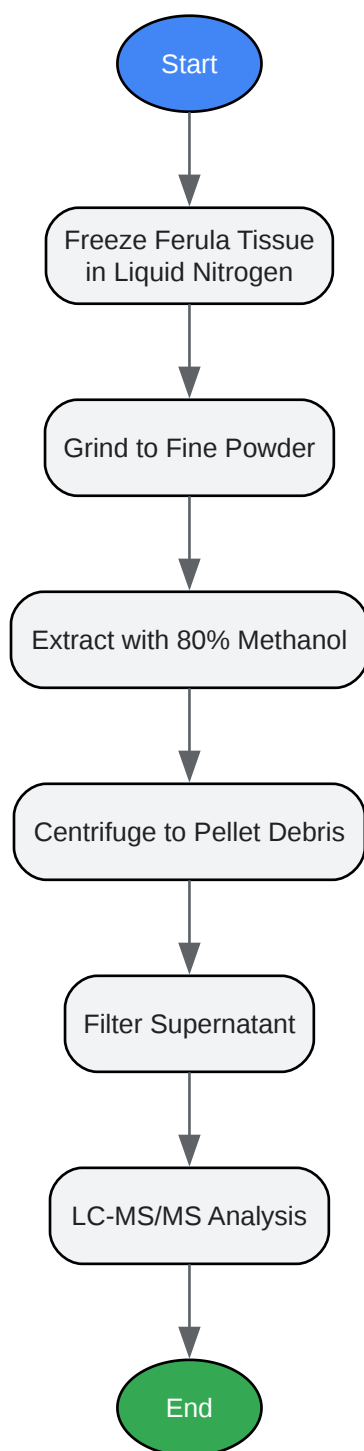 Start
Freeze Ferula Tissue
in Liquid Nitrogen
Grind to Fine Powder
Extract with 80% Methanol
Centrifuge to Pellet Debris
Filter Supernatant
LC-MS/MS Analysis
End